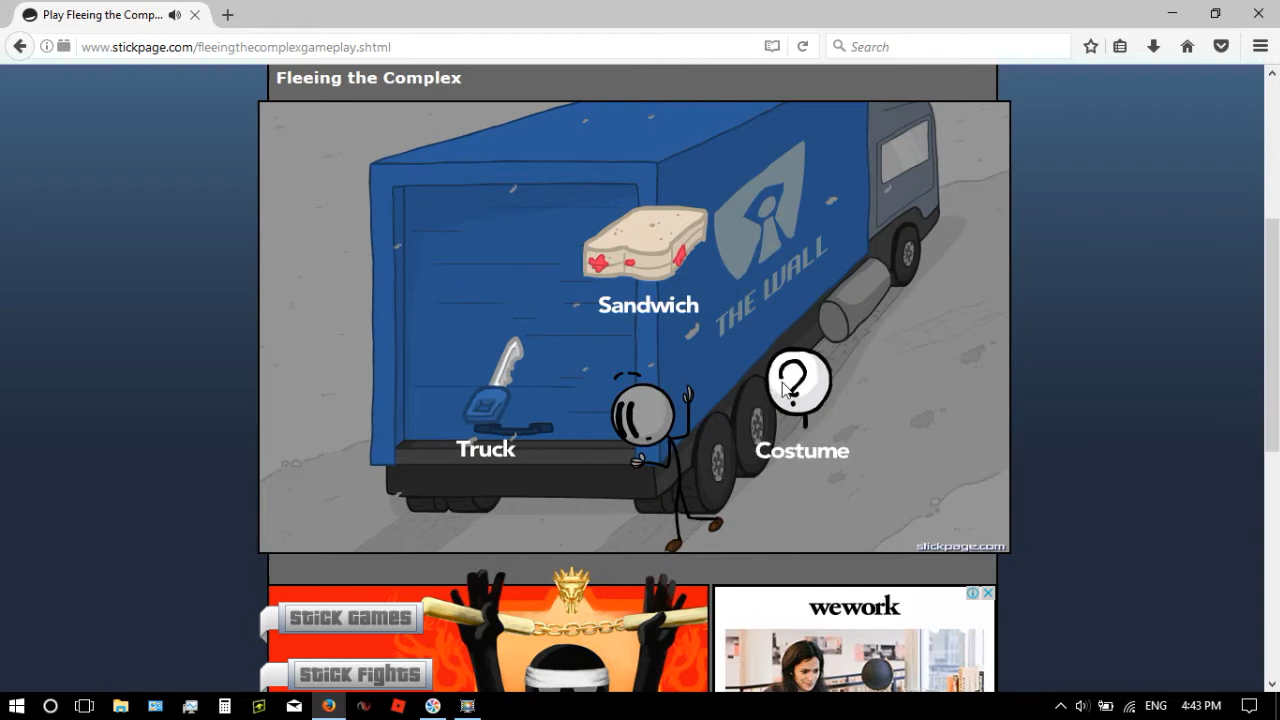 Play Fleeing the Comp...
www.stickpage.com/fleeingthecomplexgameplay.shtml
Search
Fleeing the Complex
THE WALL
Sandwich
?
Truck
Costume
stickpage.com
STICK GAMES
STICK FIGHTS
wework
ENG
4:43 PM